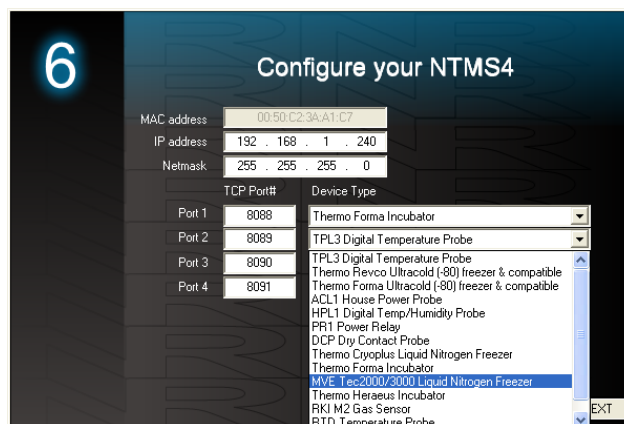 6
Configure your NTMS4
MAC address 00:50:C2:3A:A1:C7
IP address 192 . 168 . 1 . 240
Netmask 255 . 255 . 255 . 0
TCP Port# Device Type
Port 1 8088 Thermo Forma Incubator
Port 2 8089 TPL3 Digital Temperature Probe
Port 3 8090
Port 4 8091
TPL3 Digital Temperature Probe
Thermo Revco Ultracold (-80) freezer & compatible
Thermo Forma Ultracold (-80) freezer & compatible
ACL1 House Power Probe
HPL1 Digital Temp/Humidity Probe
PR1 Power Relay
DCP Dry Contact Probe
Thermo Cryoplus Liquid Nitrogen Freezer
Thermo Forma Incubator
MVE Tec2000/3000 Liquid Nitrogen Freezer
Thermo Heraeus Incubator
RKI M2 Gas Sensor
RTD Temperature Probe
EXT